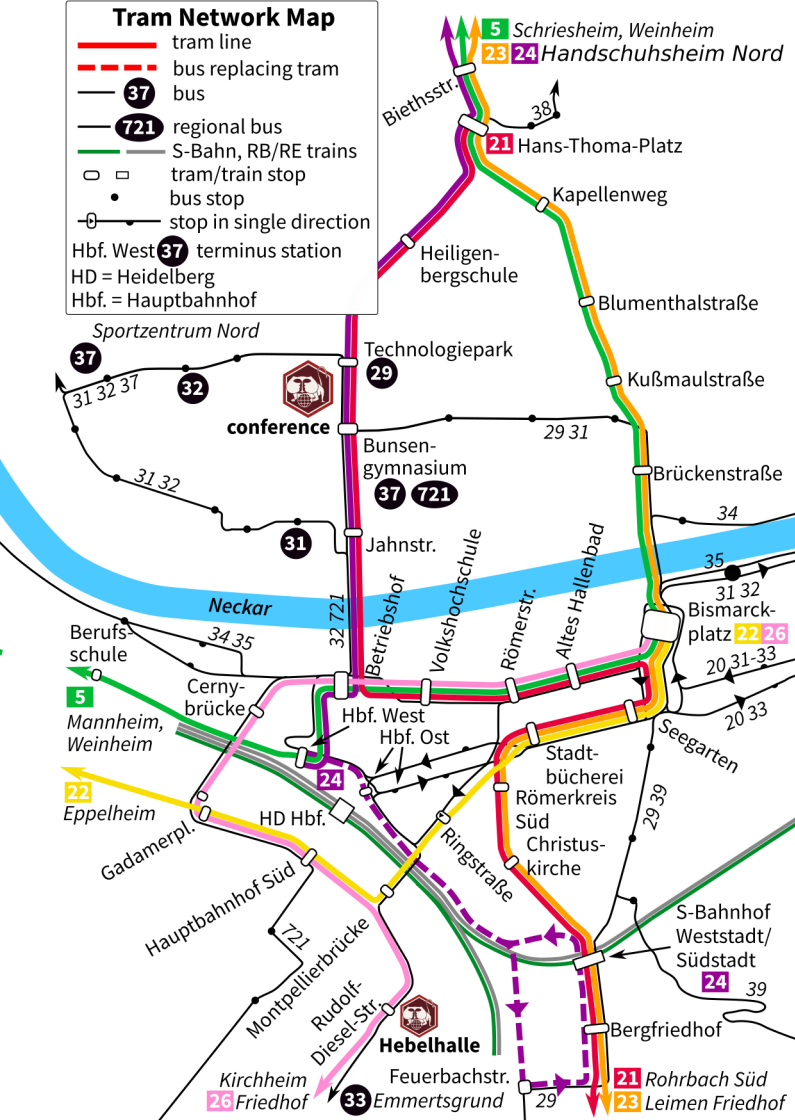 Tram Network Map
tram line
bus replacing tram
37 bus
721 regional bus
S-Bahn, RB/RE trains
tram/train stop
bus stop
stop in single direction
Hbf. West 37 terminus station
HD = Heidelberg
Hbf. = Hauptbahnhof
5 Schriesheim, Weinheim
23 24 Handschuhsheim Nord
Biethsstr.
38
21 Hans-Thoma-Platz
Kapellenweg
Heiligen-
bergschule
Blumenthalstraße
Sportzentrum Nord
37
31 32 37
32
Technologiepark
29
Kußmaulstraße
conference
29 31
Bunsen-
gymnasium
37 721
Brückenstraße
31 32
34
31
Jahnstr.
35
31 32
Neckar
32 721
Betriebshof
Volkshochschule
Römerstr.
Altes Hallenbad
Bismarck-
platz 22 26
Berufs-
schule
34 35
20 31-33
5
Mannheim,
Weinheim
Cerny-
brücke
Hbf. West
Hbf. Ost
20 33
Seegarten
24
Stadt-
bücherei
22
Eppelheim
HD Hbf.
Römerkreis
Süd
29 39
Gadamerpl.
Ringstraße
Christus-
kirche
Hauptbahnhof Süd
S-Bahnhof
Weststadt/
Südstadt
24
721
Montpellierbrücke
39
Rudolf-
Diesel-Str.
Bergfriedhof
Hebelhalle
Kirchheim
26 Friedhof
33 Emmertsgrund
Feuerbachstr.
29
21 Rohrbach Süd
23 Leimen Friedhof